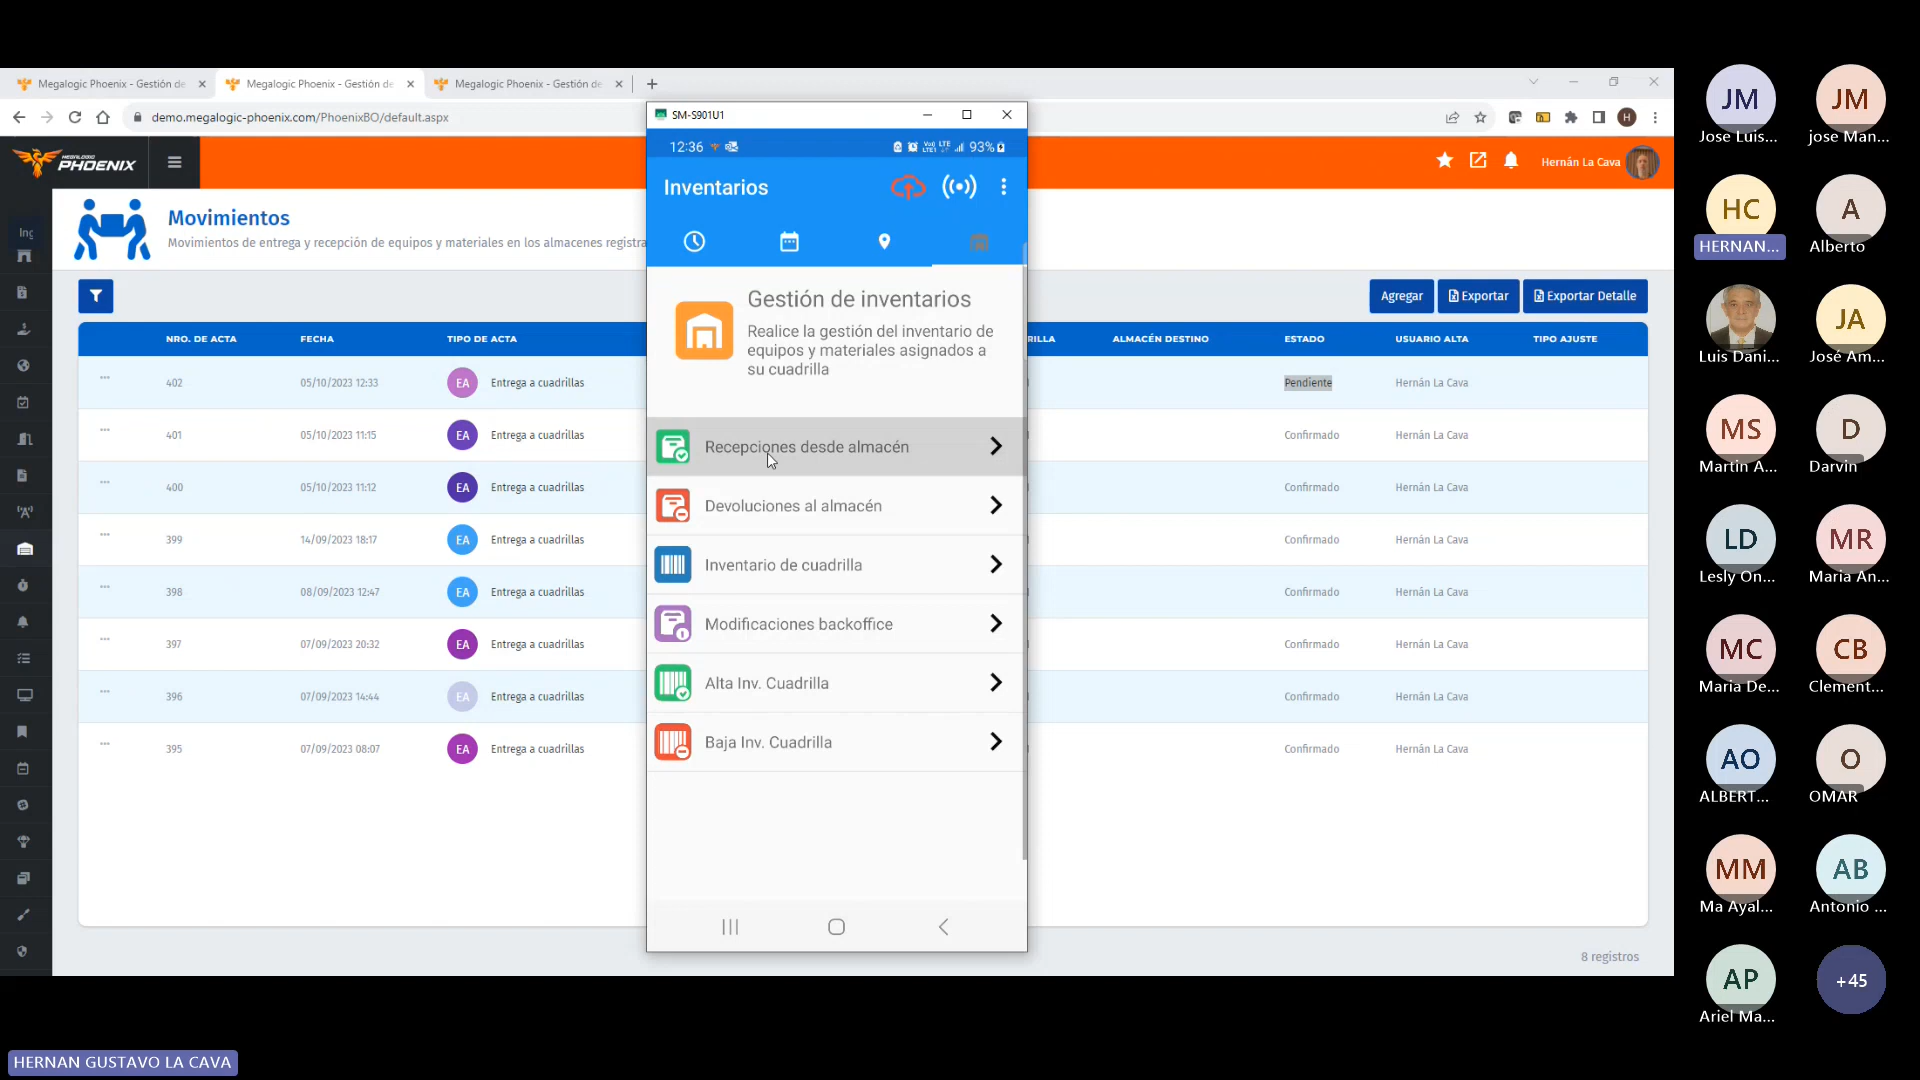 Megalogic Phoenix - Gestión de
Megalogic Phoenix - Gestión de
Megalogic Phoenix - Gestión de
demo.megalogic-phoenix.com/PhoenixBO/default.aspx
H
MEGALOGIC
PHOENIX
Hernán La Cava
Ing
Movimientos
Movimientos de entrega y recepción de equipos y materiales en los almacenes registra
Agregar
Exportar
Exportar Detalle
NRO. DE ACTA FECHA TIPO DE ACTA RILLA ALMACÉN DESTINO ESTADO USUARIO ALTA TIPO AJUSTE
402 05/10/2023 12:33 EA Entrega a cuadrillas Pendiente Hernán La Cava
401 05/10/2023 11:15 EA Entrega a cuadrillas Confirmado Hernán La Cava
400 05/10/2023 11:12 EA Entrega a cuadrillas Confirmado Hernán La Cava
399 14/09/2023 18:17 EA Entrega a cuadrillas Confirmado Hernán La Cava
398 08/09/2023 12:47 EA Entrega a cuadrillas Confirmado Hernán La Cava
397 07/09/2023 20:32 EA Entrega a cuadrillas Confirmado Hernán La Cava
396 07/09/2023 14:44 EA Entrega a cuadrillas Confirmado Hernán La Cava
395 07/09/2023 08:07 EA Entrega a cuadrillas Confirmado Hernán La Cava
8 registros
SM-S901U1
12:36
93%
Inventarios
Gestión de inventarios
Realice la gestión del inventario de
equipos y materiales asignados a
su cuadrilla
Recepciones desde almacén
Devoluciones al almacén
Inventario de cuadrilla
Modificaciones backoffice
Alta Inv. Cuadrilla
Baja Inv. Cuadrilla
JM
Jose Luis...
JM
jose Man...
HC
HERNAN...
A
Alberto
Luis Dani...
JA
José Am...
MS
Martin A...
D
Darvin
LD
Lesly On...
MR
Maria An...
MC
Maria De...
CB
Clement...
AO
ALBERT...
O
OMAR
MM
Ma Ayal...
AB
Antonio ...
AP
Ariel Ma...
+45
HERNAN GUSTAVO LA CAVA